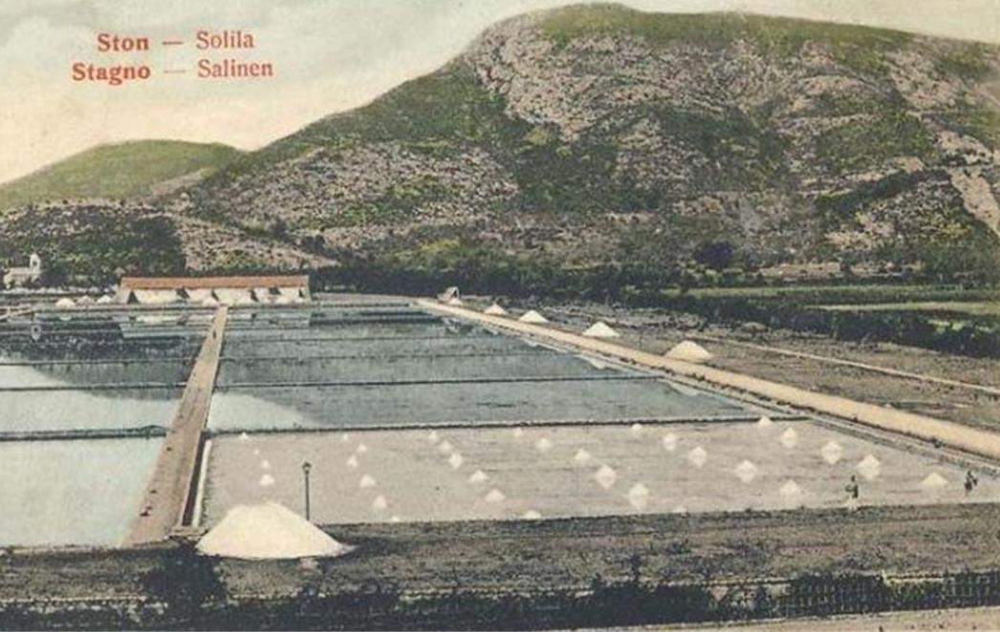 Ston — Solila
Stagno — Salinen